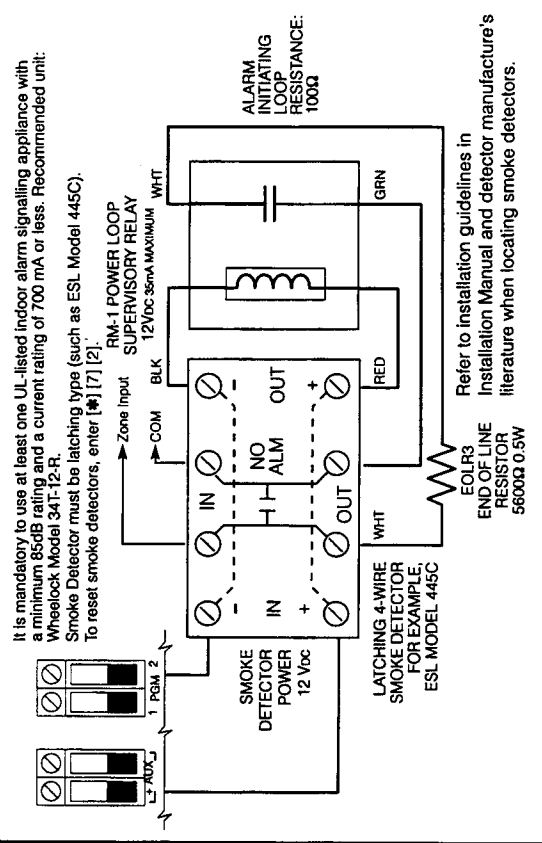 It is mandatory to use at least one UL-listed indoor alarm signalling appliance with
a minimum 85dB rating and a current rating of 700 mA or less. Recommended unit:
Wheelock Model 34T-12-R.
Smoke Detector must be latching type (such as ESL Model 445C).
To reset smoke detectors, enter [✱] [7] [2].
Zone Input
COM
RM-1 POWER LOOP
SUPERVISORY RELAY
12VDC 35mA MAXIMUM
ALARM
INITIATING
LOOP
RESISTANCE:
100Ω
BLK
WHT
1 PGM 2
+ AUX -
IN
NO
ALM
- OUT
- IN +
OUT
+
RED
GRN
WHT
SMOKE
DETECTOR
POWER
12 VDC
LATCHING 4-WIRE
SMOKE DETECTOR
FOR EXAMPLE,
ESL MODEL 445C
EOLR3
END OF LINE
RESISTOR
5600Ω 0.5W
Refer to installation guidelines in
Installation Manual and detector manufacture's
literature when locating smoke detectors.